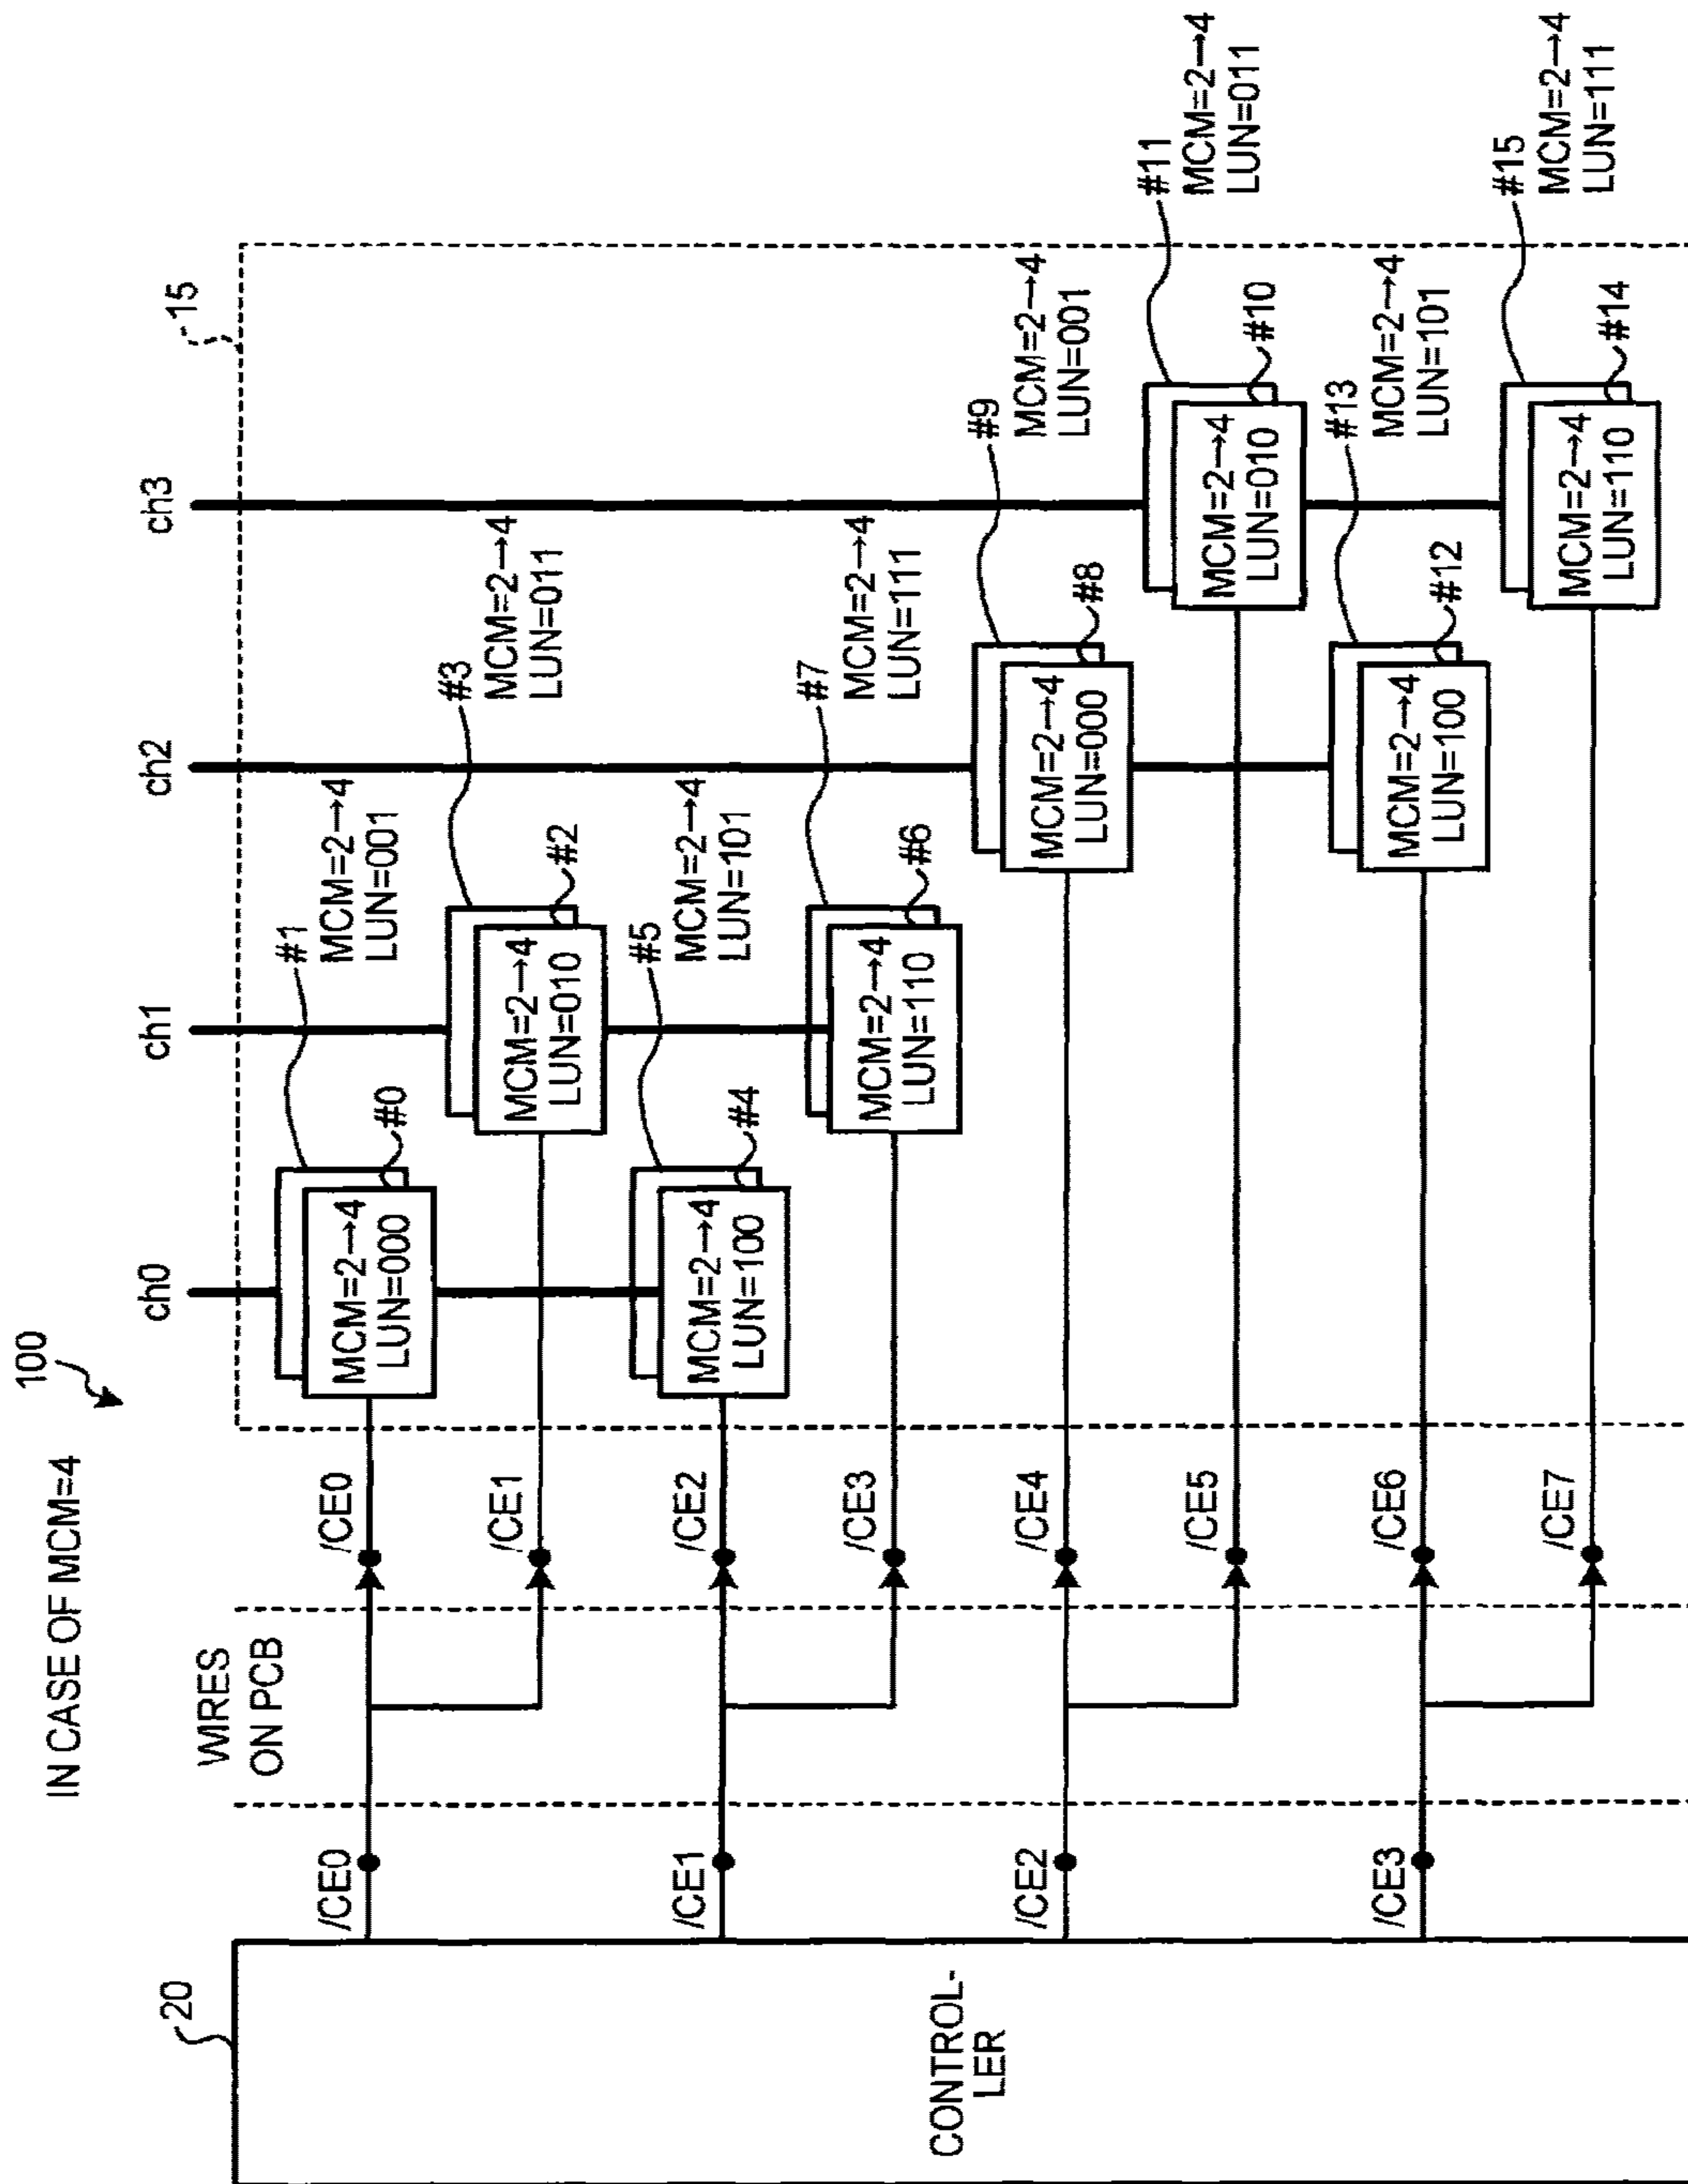 IN CASE OF MCM=4
100
20
CONTROL-
LER
WIRES
ON PCB
/CE0
/CE1
/CE2
/CE3
/CE0
/CE1
/CE2
/CE3
/CE4
/CE5
/CE6
/CE7
15
ch0
ch1
ch2
ch3
#1
MCM=2→4
LUN=001
MCM=2→4
LUN=000
#0
#3
MCM=2→4
LUN=011
MCM=2→4
LUN=010
#2
#5
MCM=2→4
LUN=101
MCM=2→4
LUN=100
#4
#7
MCM=2→4
LUN=111
MCM=2→4
LUN=110
#6
#9
MCM=2→4
LUN=001
MCM=2→4
LUN=000
#8
#11
MCM=2→4
LUN=011
MCM=2→4
LUN=010
#10
#13
MCM=2→4
LUN=101
MCM=2→4
LUN=100
#12
#15
MCM=2→4
LUN=111
MCM=2→4
LUN=110
#14